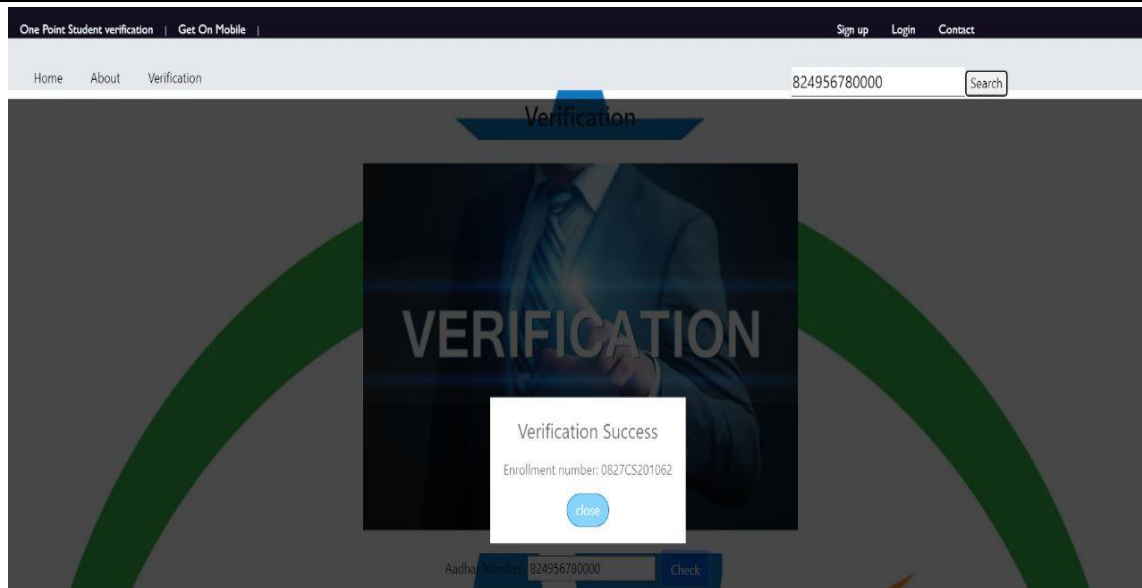 One Point Student verification | Get On Mobile | Sign up Login Contact
Home About Verification 824956780000 Search
Verification
VERIFICATION
Verification Success
Enrollment number: 0827CS201062
close
Aadhar Number 824956780000 Check